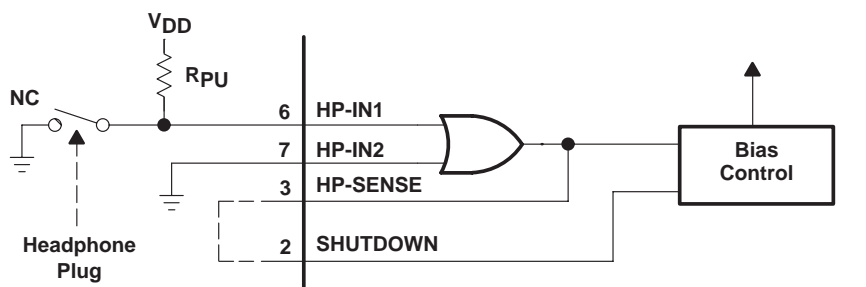 VDD
RPU
NC
6 HP-IN1
7 HP-IN2
3 HP-SENSE
2 SHUTDOWN
Bias
Control
Headphone
Plug